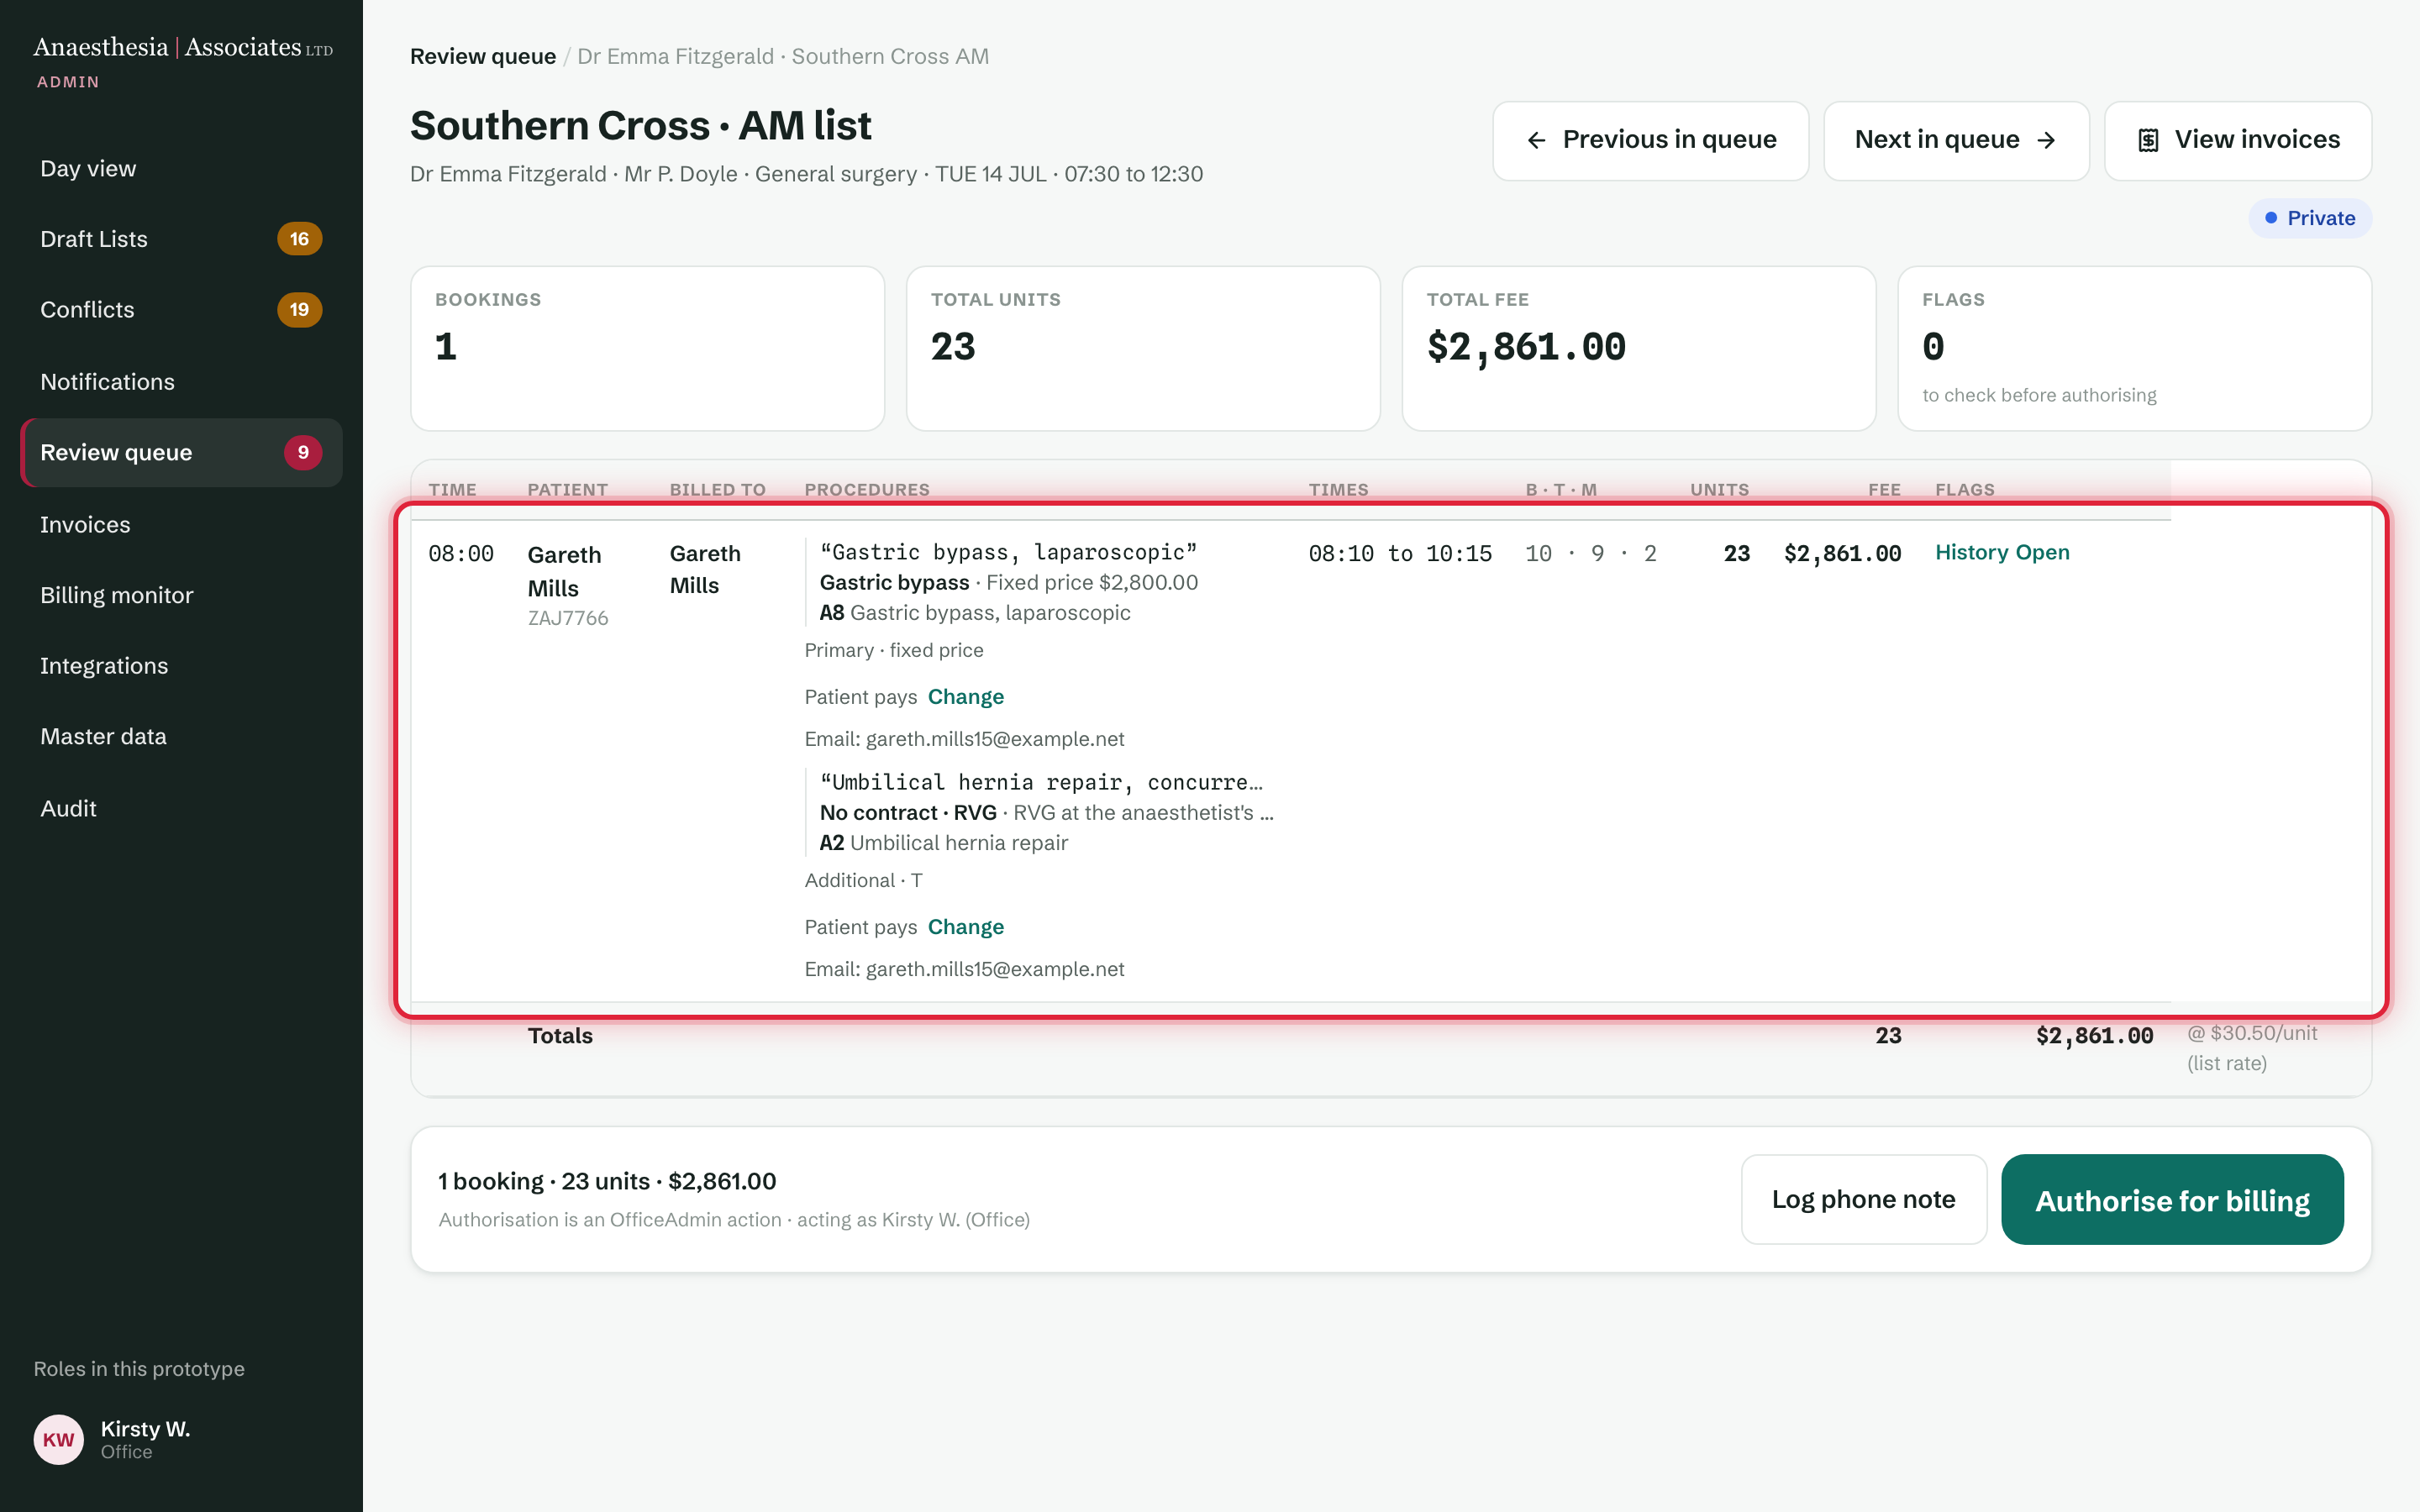 Anaesthesia | Associates LTD
ADMIN
Day view
Draft Lists 16
Conflicts 19
Notifications
Review queue 9
Invoices
Billing monitor
Integrations
Master data
Audit
Roles in this prototype
KW
Kirsty W.
Office
Review queue / Dr Emma Fitzgerald · Southern Cross AM
Southern Cross · AM list
Dr Emma Fitzgerald · Mr P. Doyle · General surgery · TUE 14 JUL · 07:30 to 12:30
← Previous in queue
Next in queue →
View invoices
Private
BOOKINGS
1
TOTAL UNITS
23
TOTAL FEE
$2,861.00
FLAGS
0
to check before authorising
TIME PATIENT BILLED TO PROCEDURES TIMES B · T · M UNITS FEE FLAGS
08:00
Gareth
Mills
ZAJ7766
Gareth
Mills
“Gastric bypass, laparoscopic”
Gastric bypass · Fixed price $2,800.00
A8 Gastric bypass, laparoscopic
Primary · fixed price
Patient pays Change
Email: gareth.mills15@example.net
“Umbilical hernia repair, concurre…
No contract · RVG · RVG at the anaesthetist's …
A2 Umbilical hernia repair
Additional · T
Patient pays Change
Email: gareth.mills15@example.net
08:10 to 10:15
10 · 9 · 2
23
$2,861.00
History Open
Totals 23 $2,861.00 @ $30.50/unit
(list rate)
1 booking · 23 units · $2,861.00
Authorisation is an OfficeAdmin action · acting as Kirsty W. (Office)
Log phone note
Authorise for billing